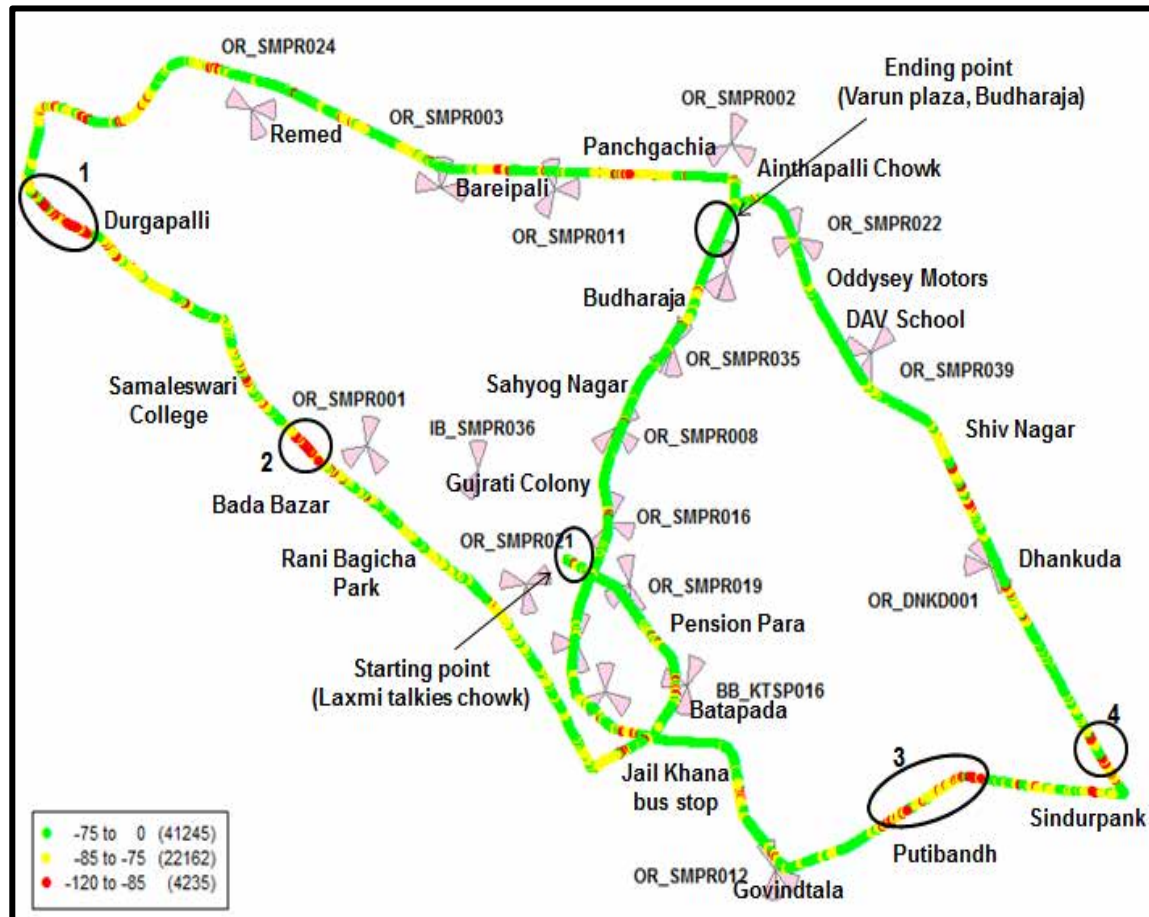 OR_SMPR024
Ending point
(Varun plaza, Budharaja)
OR_SMPR002
OR_SMPR003
Remed
Panchgachia
Ainthapalli Chowk
1
Bareipali
Durgapalli
OR_SMPR011
OR_SMPR022
Oddysey Motors
Budharaja
DAV School
OR_SMPR035
OR_SMPR039
Samaleswari
College
Sahyog Nagar
OR_SMPR001
IB_SMPR036
OR_SMPR008
Shiv Nagar
2
Gujrati Colony
Bada Bazar
OR_SMPR016
OR_SMPR021
Rani Bagicha
Park
Dhankuda
OR_SMPR019
OR_DNKD001
Pension Para
Starting point
(Laxmi talkies chowk)
BB_KTSP016
Batapada
4
3
Jail Khana
bus stop
Sindurpank
Putibandh
OR_SMPR012
Govindtala
-75 to 0 (41245)
-85 to -75 (22162)
-120 to -85 (4235)